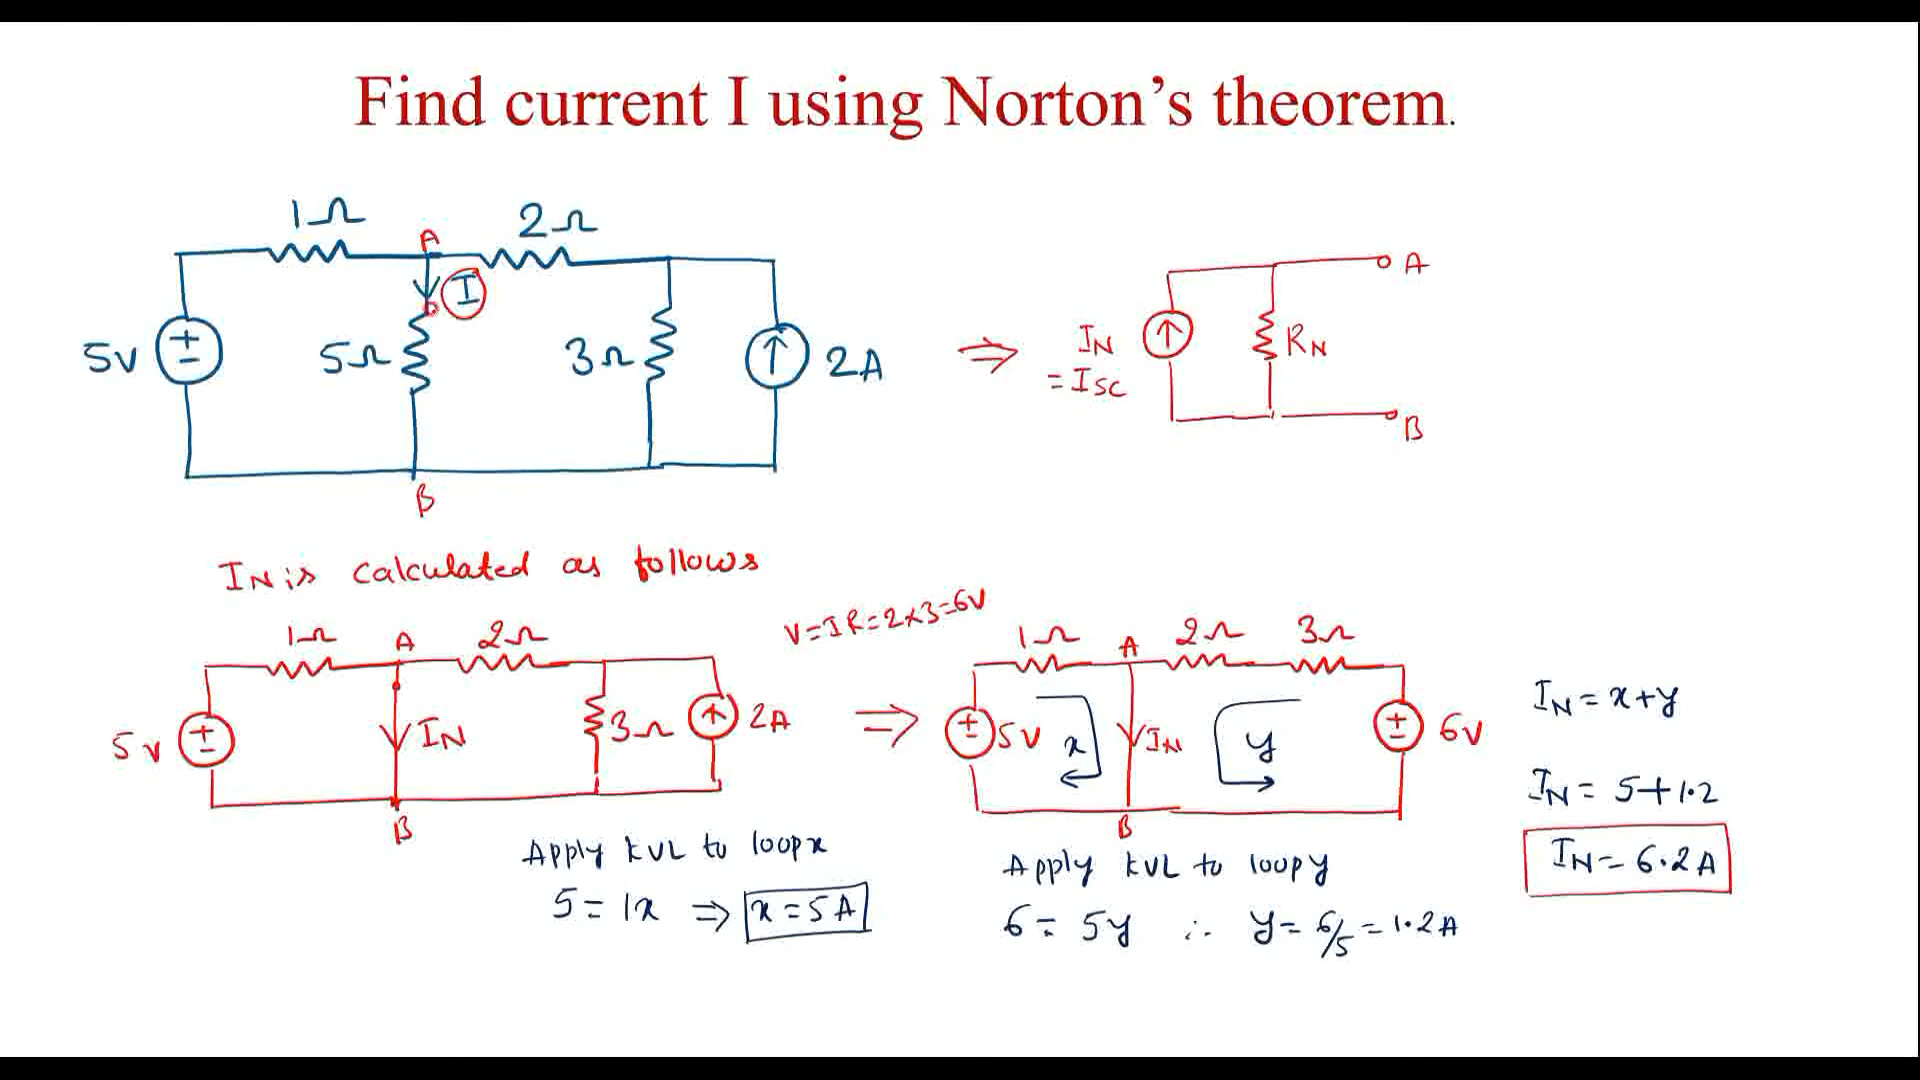 Find current I using Norton's theorem.
1Ω
A
2Ω
I
5V
+
-
5Ω
3Ω
2A
B
⇒
IN
= ISC
RN
A
B
IN is calculated as follows
1Ω
A
2Ω
5V
+
-
IN
3Ω
2A
B
V=IR=2×3=6V
⇒
1Ω
A
2Ω
3Ω
+
-
5V
x
IN
y
+
-
6V
B
IN = x+y
IN = 5+1.2
IN = 6.2A
Apply KVL to loop x
5 = 1x ⇒ x = 5A
Apply KVL to loop y
6 = 5y ∴ y = 6/5 = 1.2A